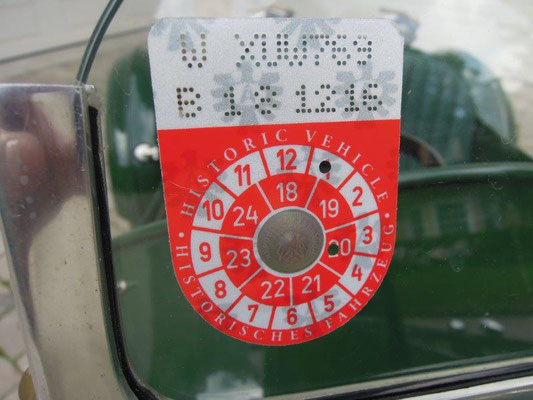 W XUW759
B 18 1216
HISTORIC VEHICLE
12 1 2 3 4 5 6 7 8 9 10 11
18 19 20 21 22 23 24
HISTORISCHES FAHRZEUG